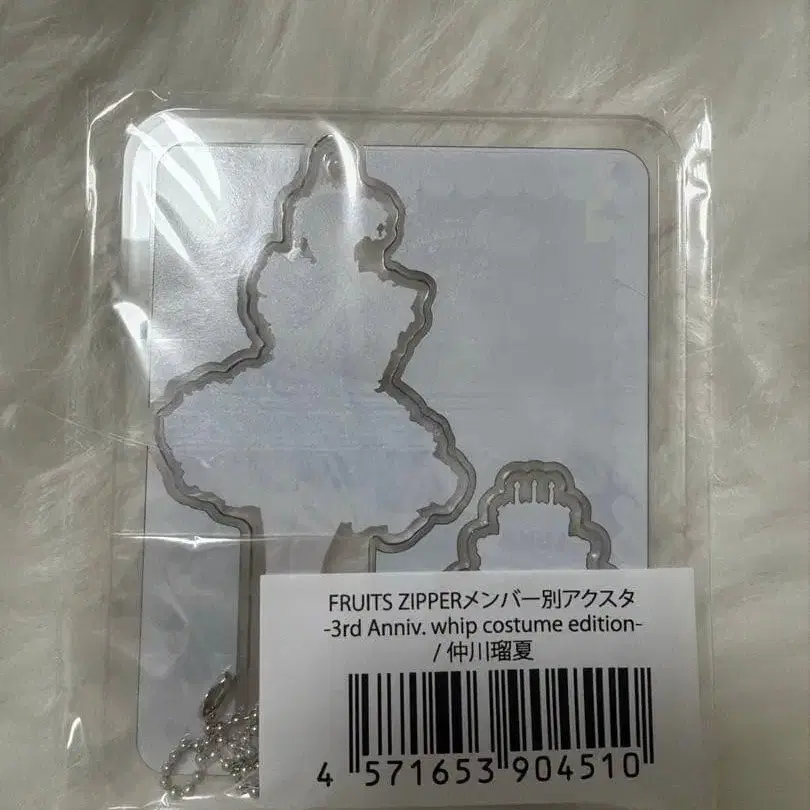 FRUITS ZIPPERメンバー別アクスタ
-3rd Anniv. whip costume edition-
/ 仲川瑠夏
4 571653 904510